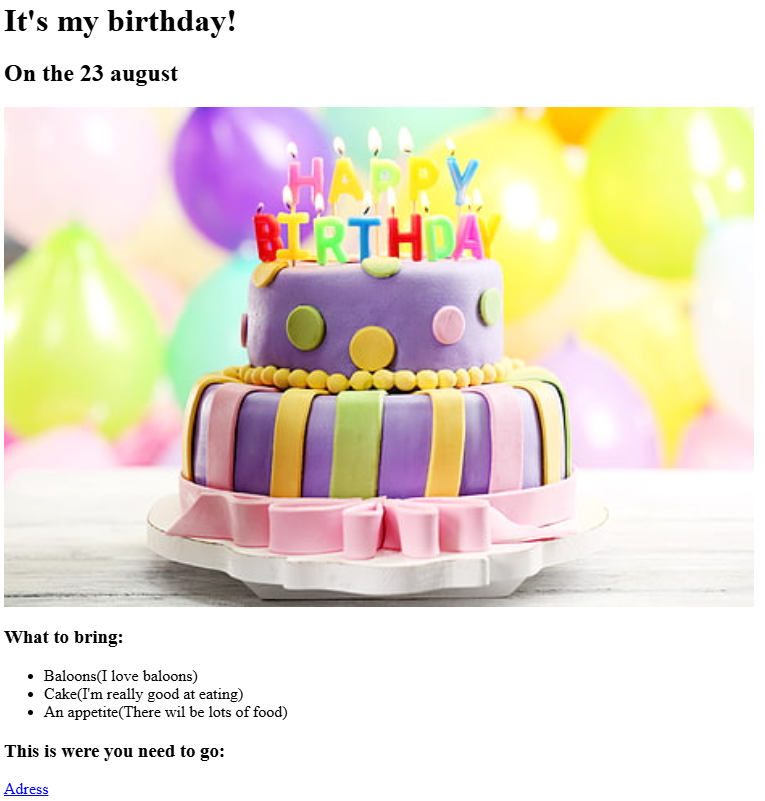 It's my birthday!
On the 23 august
HAPPY
BIRTHDAY
What to bring:
Baloons(I love baloons)
Cake(I'm really good at eating)
An appetite(There wil be lots of food)
This is were you need to go:
Adress